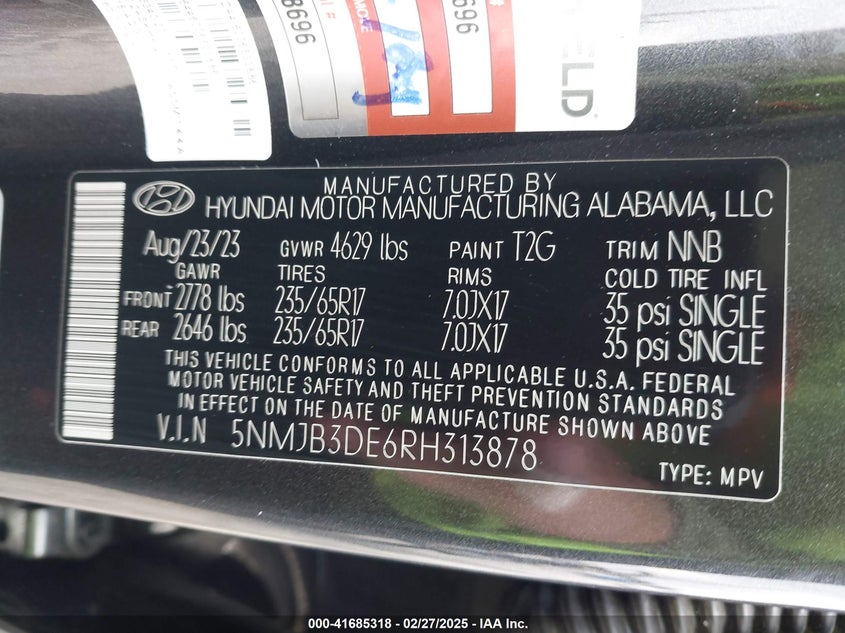 8696
MOLE
696
ELD
MANUFACTURED BY
HYUNDAI MOTOR MANUFACTURING ALABAMA, LLC
Aug/23/23 GVWR 4629 lbs PAINT T2G TRIM NNB
GAWR TIRES RIMS COLD TIRE INFL
FRONT 2778 lbs 235/65R17 7.0JX17 35 psi SINGLE
REAR 2646 lbs 235/65R17 7.0JX17 35 psi SINGLE
THIS VEHICLE CONFORMS TO ALL APPLICABLE U.S.A. FEDERAL
MOTOR VEHICLE SAFETY AND THEFT PREVENTION STANDARDS
IN EFFECT ON THE DATE OF MANUFACTURE SHOWN ABOVE
V.I.N 5NMJB3DE6RH313878
TYPE: MPV
000-41685318 - 02/27/2025 - IAA Inc.